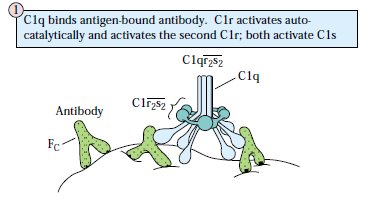 1
C1q binds antigen-bound antibody. C1r activates auto-
catalytically and activates the second C1r; both activate C1s
C1qr2s2
C1q
C1r2s2
Antibody
FC